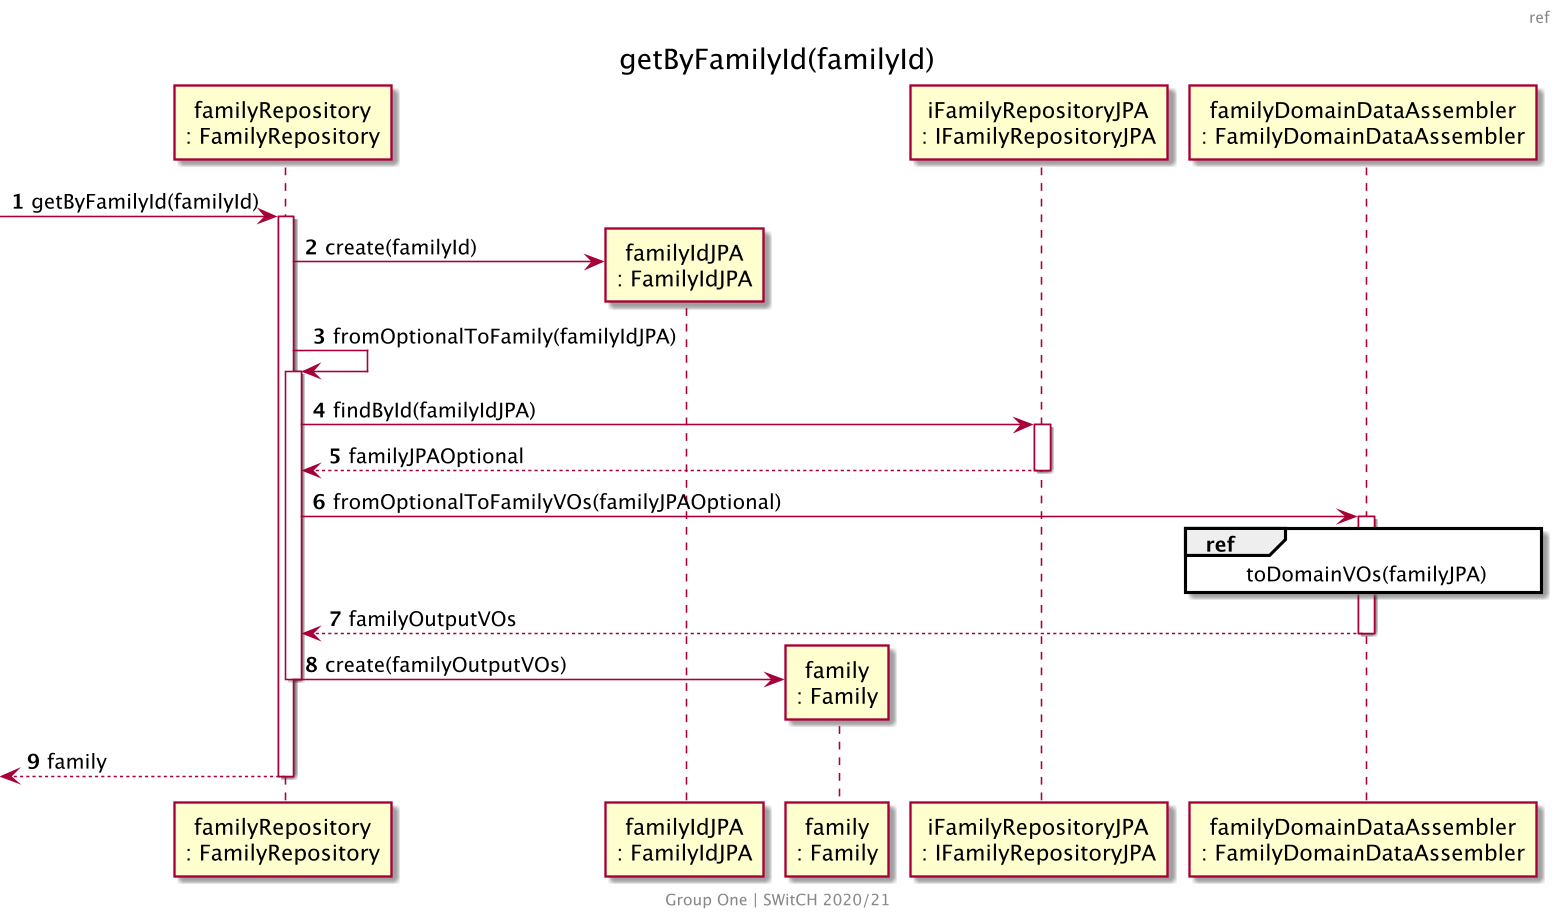 ref
getByFamilyId(familyId)
familyRepository
: FamilyRepository
iFamilyRepositoryJPA
: IFamilyRepositoryJPA
familyDomainDataAssembler
: FamilyDomainDataAssembler
1 getByFamilyId(familyId)
2 create(familyId)
familyIdJPA
: FamilyIdJPA
3 fromOptionalToFamily(familyIdJPA)
4 findById(familyIdJPA)
5 familyJPAOptional
6 fromOptionalToFamilyVOs(familyJPAOptional)
ref
toDomainVOs(familyJPA)
7 familyOutputVOs
8 create(familyOutputVOs)
family
: Family
9 family
familyRepository
: FamilyRepository
familyIdJPA
: FamilyIdJPA
family
: Family
iFamilyRepositoryJPA
: IFamilyRepositoryJPA
familyDomainDataAssembler
: FamilyDomainDataAssembler
Group One | SWitCH 2020/21